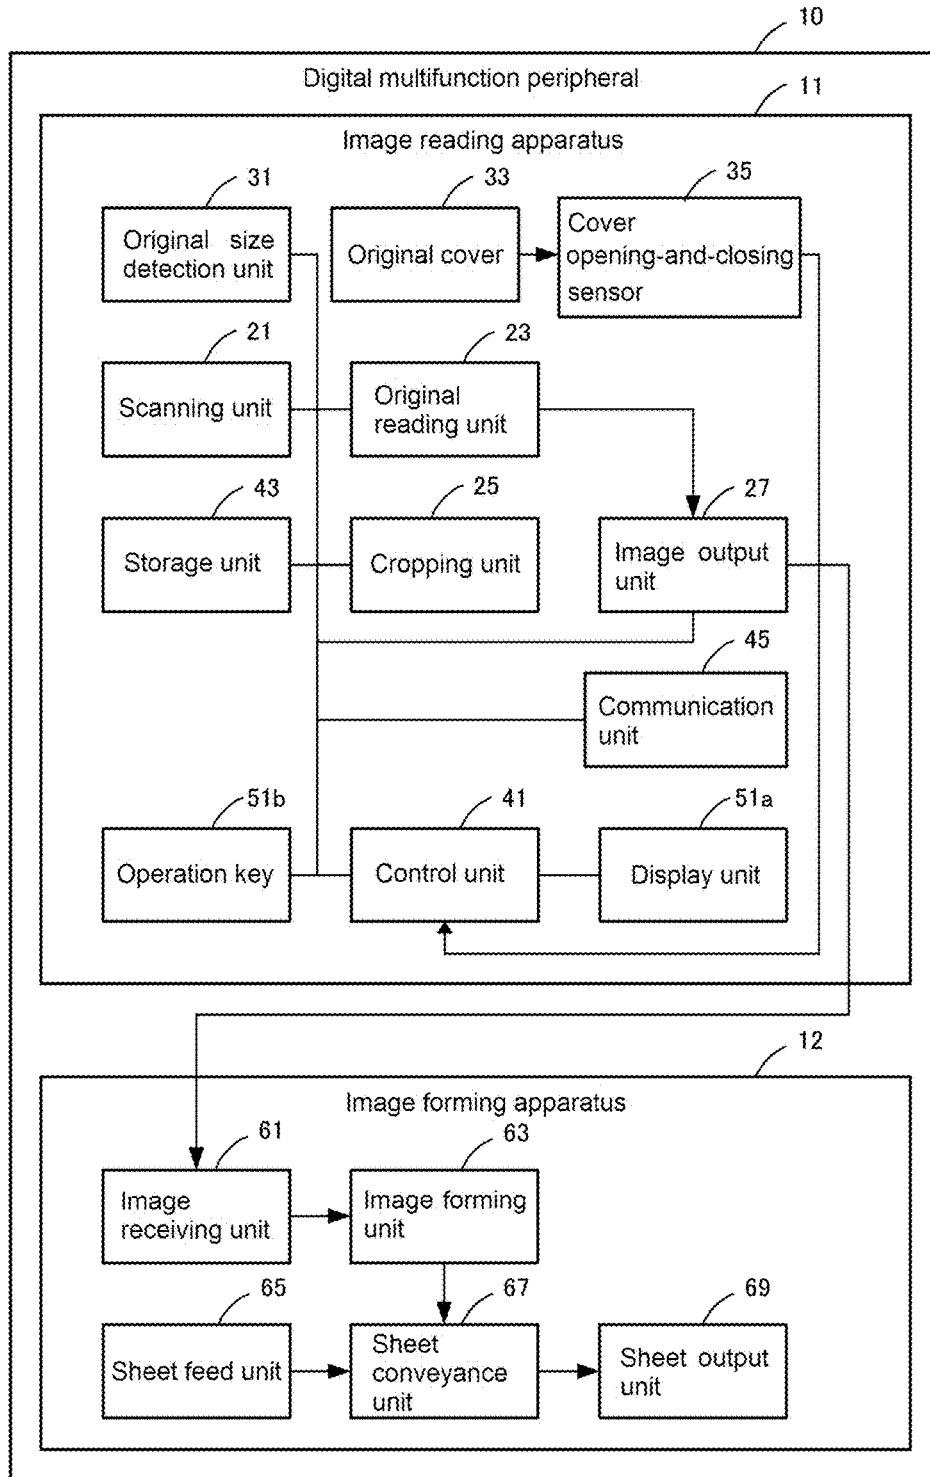 10
Digital multifunction peripheral
11
Image reading apparatus
31
33
35
Original size
detection unit
Original cover
Cover
opening-and-closing
sensor
21
23
Scanning unit
Original
reading unit
43
25
27
Storage unit
Cropping unit
Image output
unit
45
Communication
unit
51b
41
51a
Operation key
Control unit
Display unit
12
Image forming apparatus
61
63
Image
receiving unit
Image forming
unit
65
67
69
Sheet feed unit
Sheet
conveyance
unit
Sheet output
unit